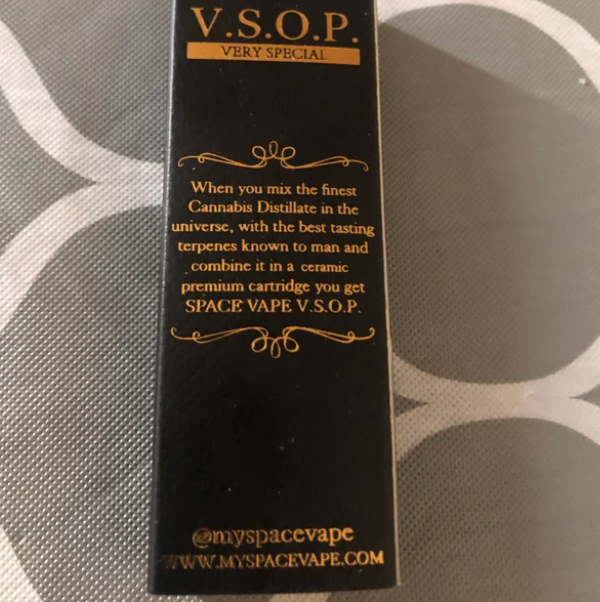 V.S.O.P.
VERY SPECIAL
When you mix the finest
Cannabis Distillate in the
universe, with the best tasting
terpenes known to man and
combine it in a ceramic
premium cartridge you get
SPACE VAPE V.S.O.P.
@myspacevape
WWW.MYSPACEVAPE.COM